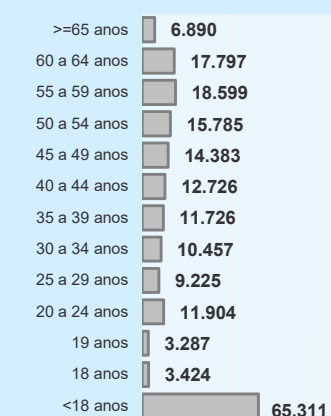 >=65 anos 6.890
60 a 64 anos 17.797
55 a 59 anos 18.599
50 a 54 anos 15.785
45 a 49 anos 14.383
40 a 44 anos 12.726
35 a 39 anos 11.726
30 a 34 anos 10.457
25 a 29 anos 9.225
20 a 24 anos 11.904
19 anos 3.287
18 anos 3.424
<18 anos 65.311